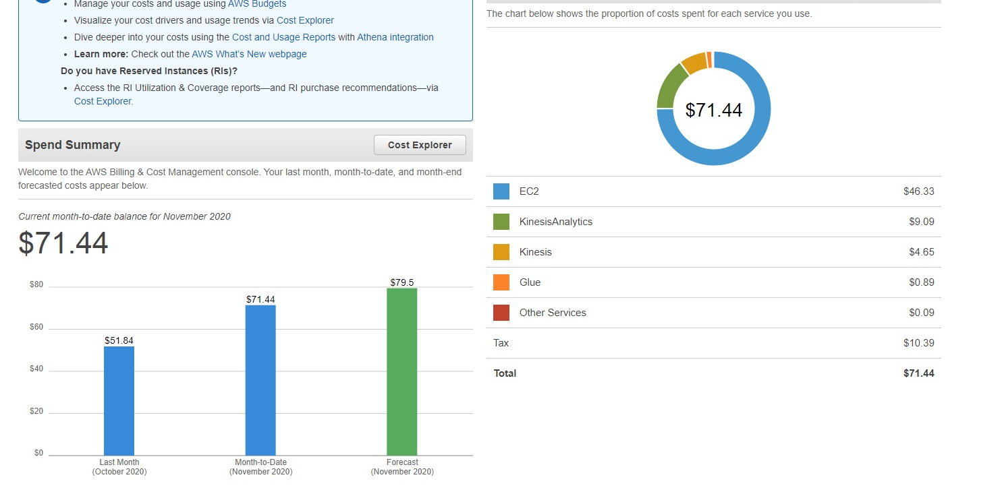 Manage your costs and usage using AWS Budgets
Visualize your cost drivers and usage trends via Cost Explorer
Dive deeper into your costs using the Cost and Usage Reports with Athena integration
Learn more: Check out the AWS What's New webpage
Do you have Reserved Instances (RIs)?
Access the RI Utilization & Coverage reports—and RI purchase recommendations—via
Cost Explorer.
Spend Summary
Cost Explorer
Welcome to the AWS Billing & Cost Management console. Your last month, month-to-date, and month-end
forecasted costs appear below.
Current month-to-date balance for November 2020
$71.44
$80
$60
$40
$20
$0
$51.84
$71.44
$79.5
Last Month
(October 2020)
Month-to-Date
(November 2020)
Forecast
(November 2020)
The chart below shows the proportion of costs spent for each service you use.
$71.44
EC2 $46.33
KinesisAnalytics $9.09
Kinesis $4.65
Glue $0.89
Other Services $0.09
Tax $10.39
Total $71.44